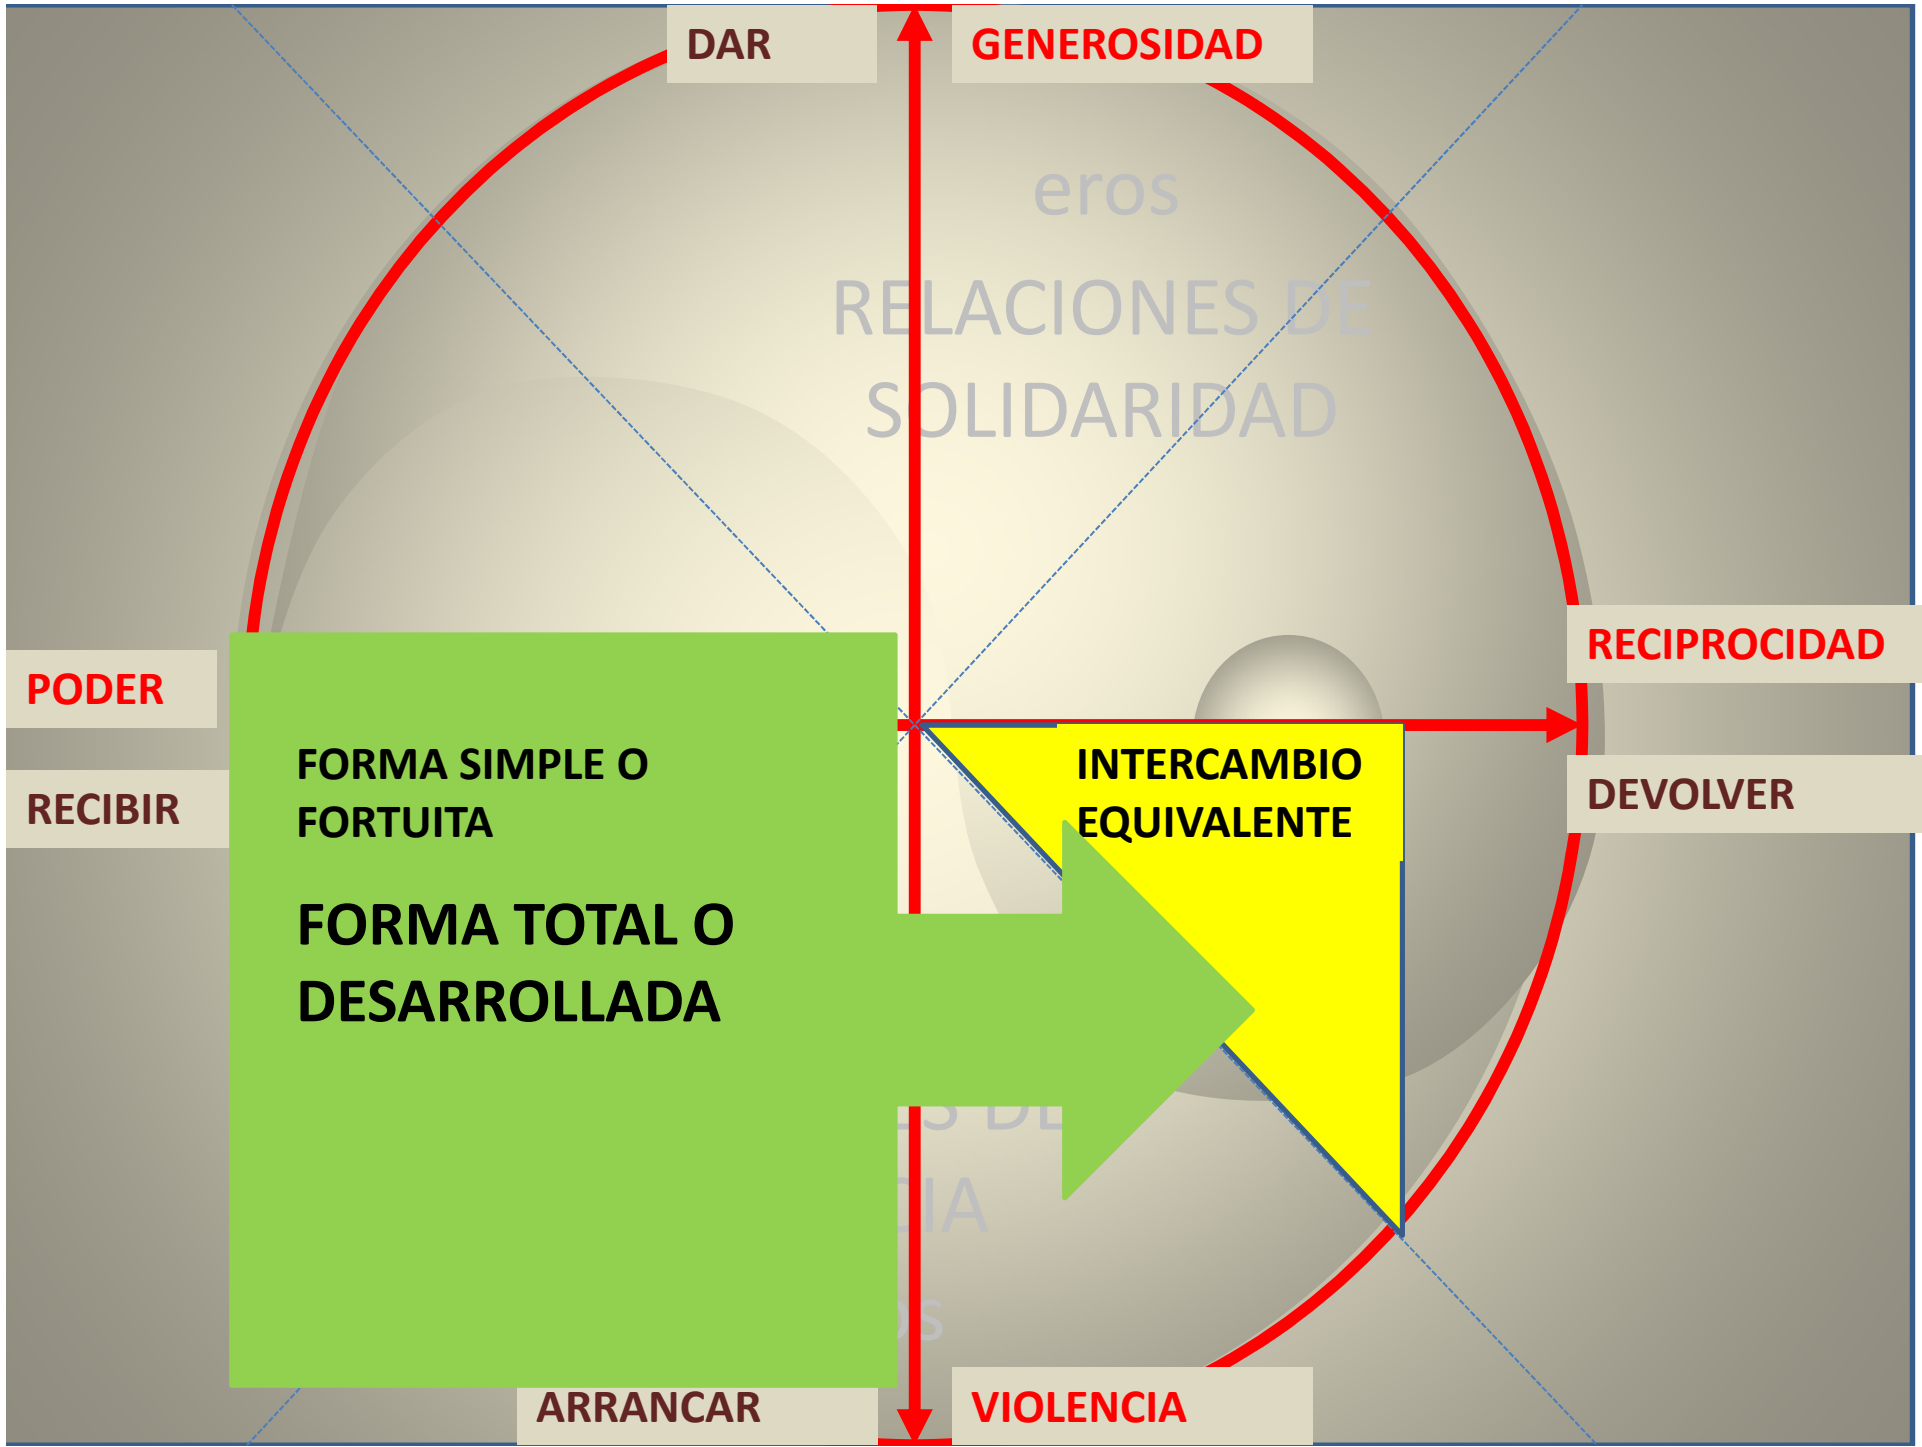 DAR
GENEROSIDAD
eros
RELACIONES DE
SOLIDARIDAD
RECIPROCIDAD
PODER
FORMA SIMPLE O
FORTUITA
INTERCAMBIO
EQUIVALENTE
DEVOLVER
RECIBIR
FORMA TOTAL O
DESARROLLADA
DE
ARRANCAR
VIOLENCIA